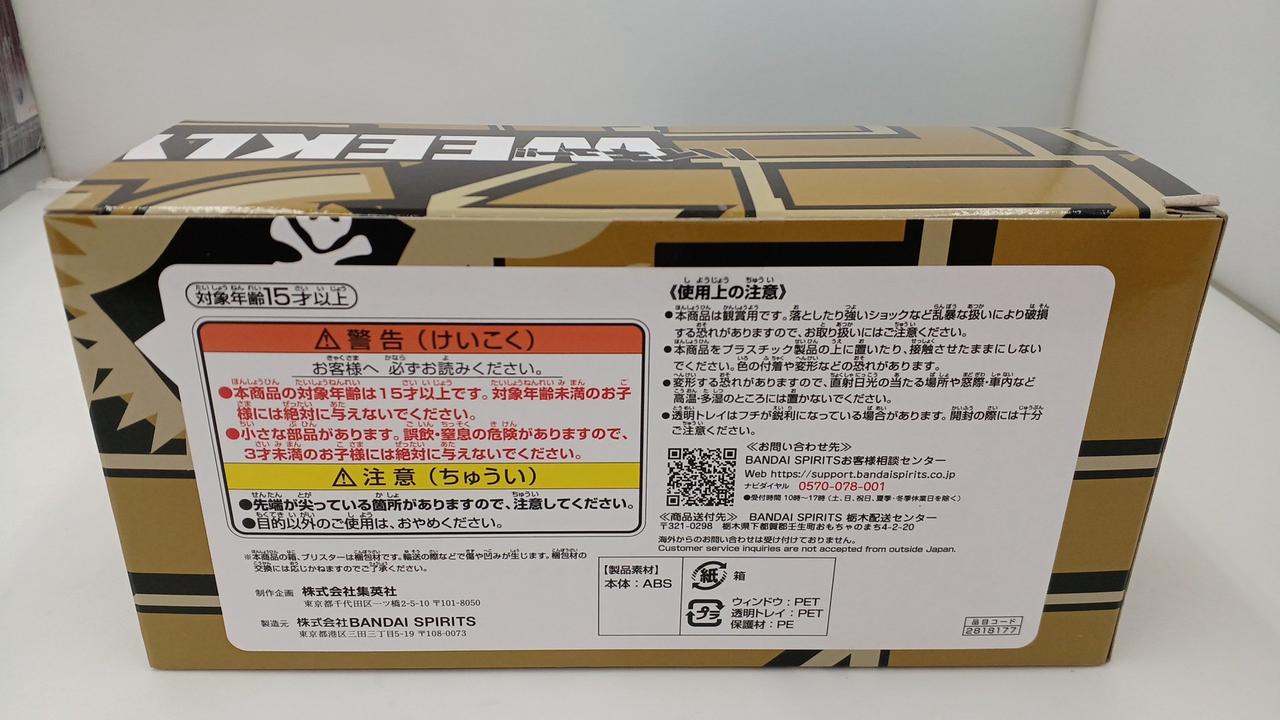 WEEKLY
対象年齢15才以上
警告（けいこく）
お客様へ 必ずお読みください。
●本商品の対象年齢は15才以上です。対象年齢未満のお子
様には絶対に与えないでください。
●小さな部品があります。誤飲・窒息の危険がありますので、
3才未満のお子様には絶対に与えないでください。
注意（ちゅうい）
●先端が尖っている箇所がありますので、注意してください。
●目的以外のご使用は、おやめください。
※本商品の箱、ブリスターは梱包材です。輸送の際などで傷や凹みが生じます。梱包材の
交換には応じかねますのでご了承ください。
制作企画 株式会社集英社
東京都千代田区一ツ橋2-5-10 〒101-8050
製造元 株式会社BANDAI SPIRITS
東京都港区三田三丁目5-19 〒108-0073
《使用上の注意》
●本商品は観賞用です。落としたり強いショックなど乱暴な扱いにより破損
する恐れがありますので、お取り扱いにはご注意ください。
●本商品をプラスチック製品の上に置いたり、接触させたままにしない
でください。色の付着や変形などの恐れがあります。
●変形する恐れがありますので、直射日光の当たる場所や窓際・車内など
高温・多湿のところには置かないでください。
●透明トレイはフチが鋭利になっている場合があります。開封の際には十分
ご注意ください。
≪お問い合わせ先≫
BANDAI SPIRITSお客様相談センター
Web https://support.bandaispirits.co.jp
ナビダイヤル 0570-078-001
●受付時間 10時～17時（土、日、祝日、夏季・冬季休業日を除く）
≪商品送付先≫ BANDAI SPIRITS 栃木配送センター
〒321-0298 栃木県下都賀郡壬生町おもちゃのまち4-2-20
海外からのお問い合わせは受け付けておりません。
Customer service inquiries are not accepted from outside Japan.
【製品素材】
本体：ABS
紙 箱
プラ
ウィンドウ：PET
透明トレイ：PET
保護材：PE
品目コード
2818177